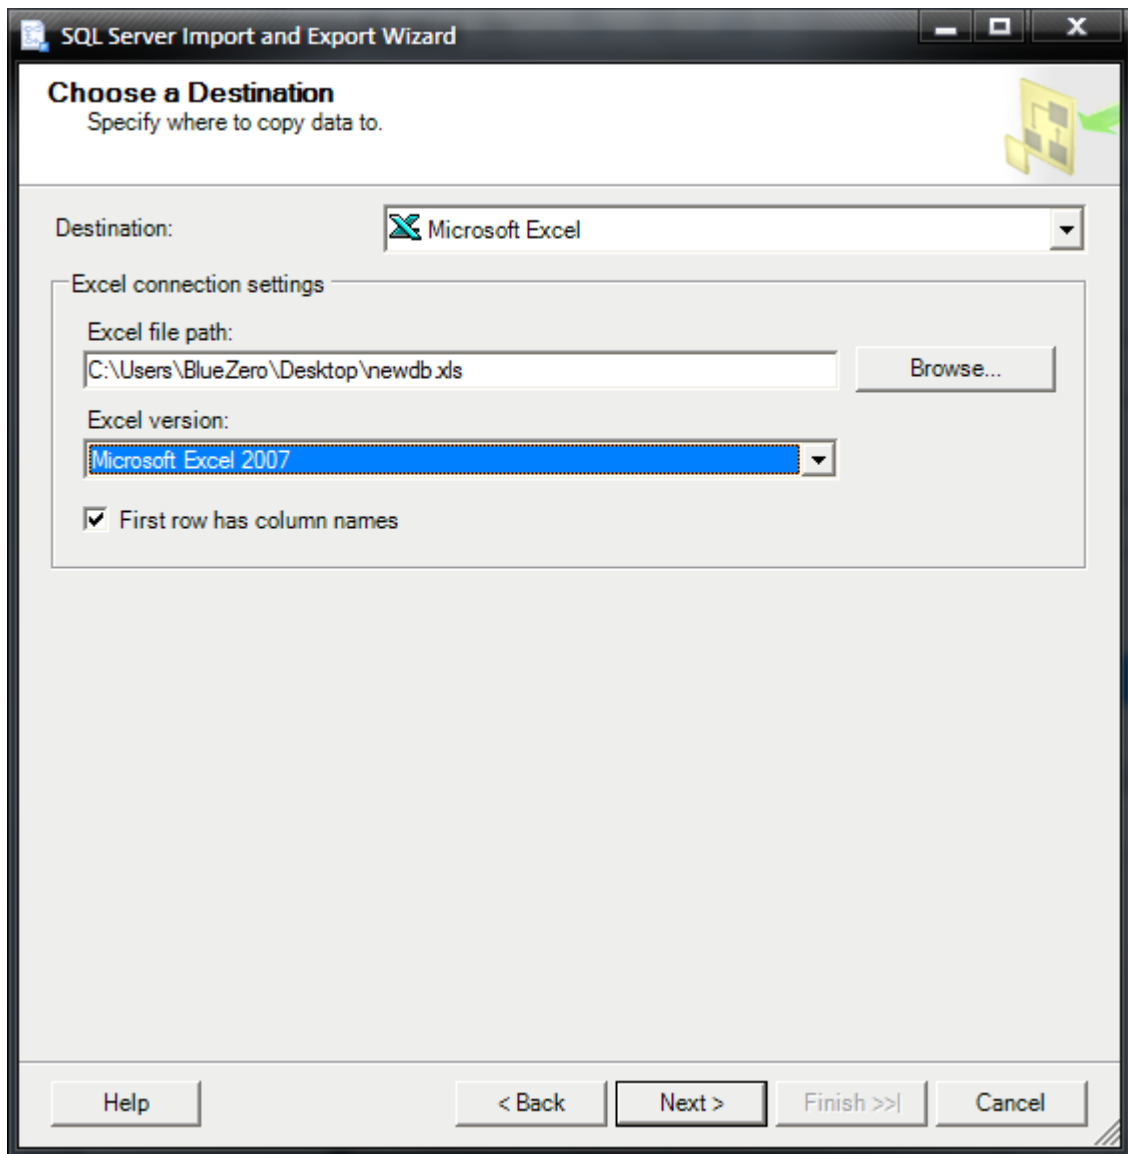 SQL Server Import and Export Wizard
Choose a Destination
Specify where to copy data to.
Destination:
Microsoft Excel
Excel connection settings
Excel file path:
C:\Users\BlueZero\Desktop\newdb.xls
Browse...
Excel version:
Microsoft Excel 2007
First row has column names
Help
< Back
Next >
Finish >>|
Cancel